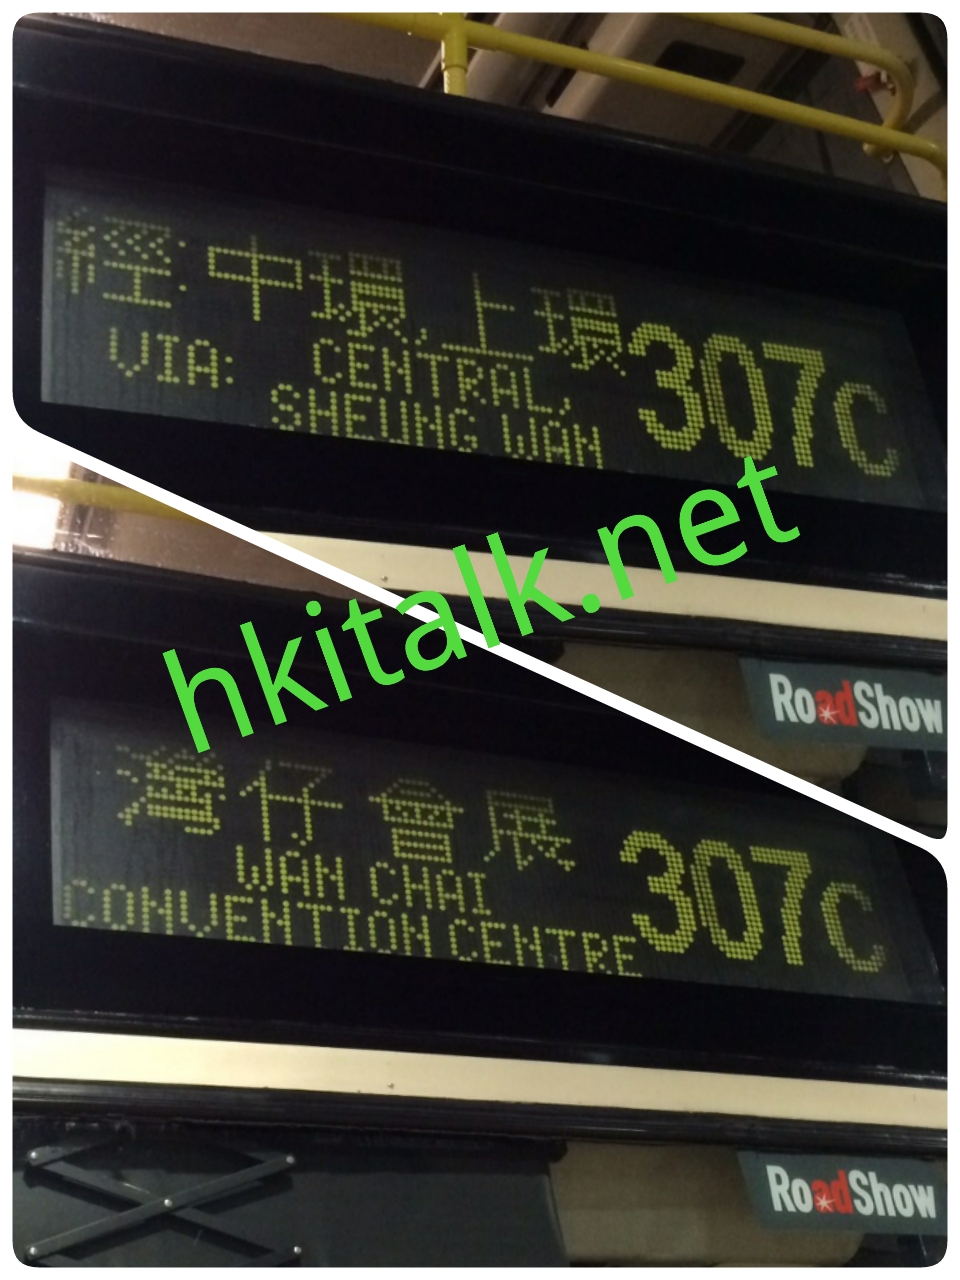 經:中環,上環
VIA: CENTRAL,
SHEUNG WAN
307C
hkitalk.net
RoadShow
灣仔會展
WAN CHAI
CONVENTION CENTRE
307C
RoadShow